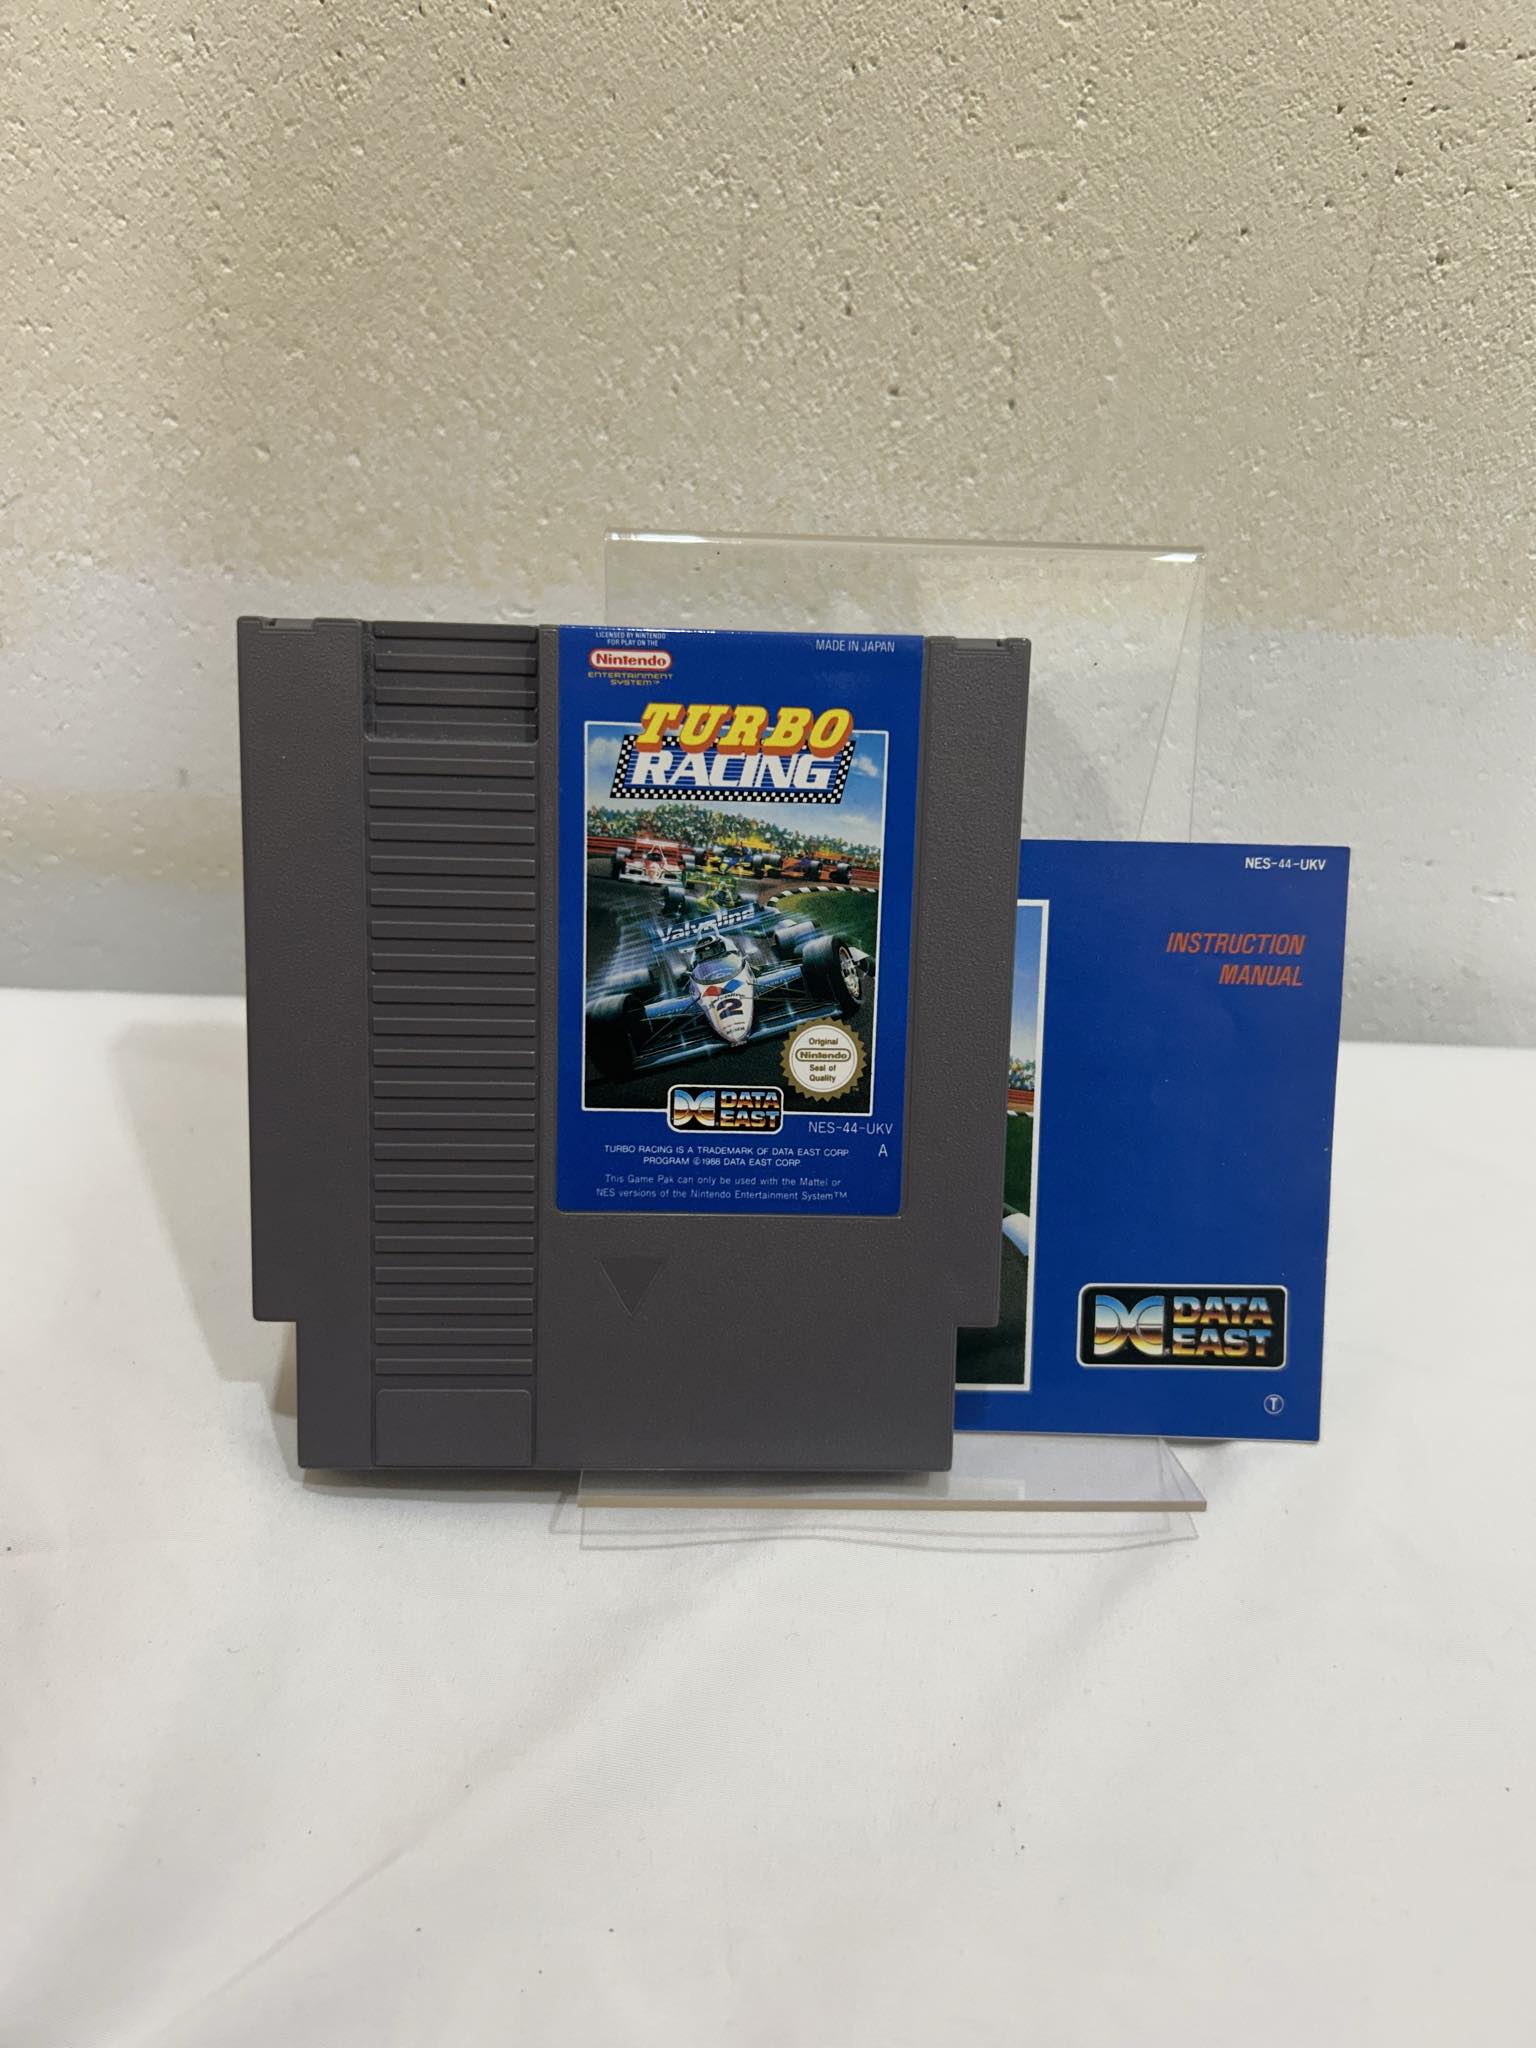 LICENSED BY NINTENDO
FOR PLAY ON THE
Nintendo
ENTERTAINMENT
SYSTEM™
MADE IN JAPAN
TURBO
RACING
Valvoline
2
Original
Nintendo
Seal of
Quality
TM
DATA
EAST
NES-44-UKV
A
TURBO RACING IS A TRADEMARK OF DATA EAST CORP.
PROGRAM ©1988 DATA EAST CORP.
This Game Pak can only be used with the Mattel or
NES versions of the Nintendo Entertainment System™
NES-44-UKV
INSTRUCTION
MANUAL
DATA
EAST
T